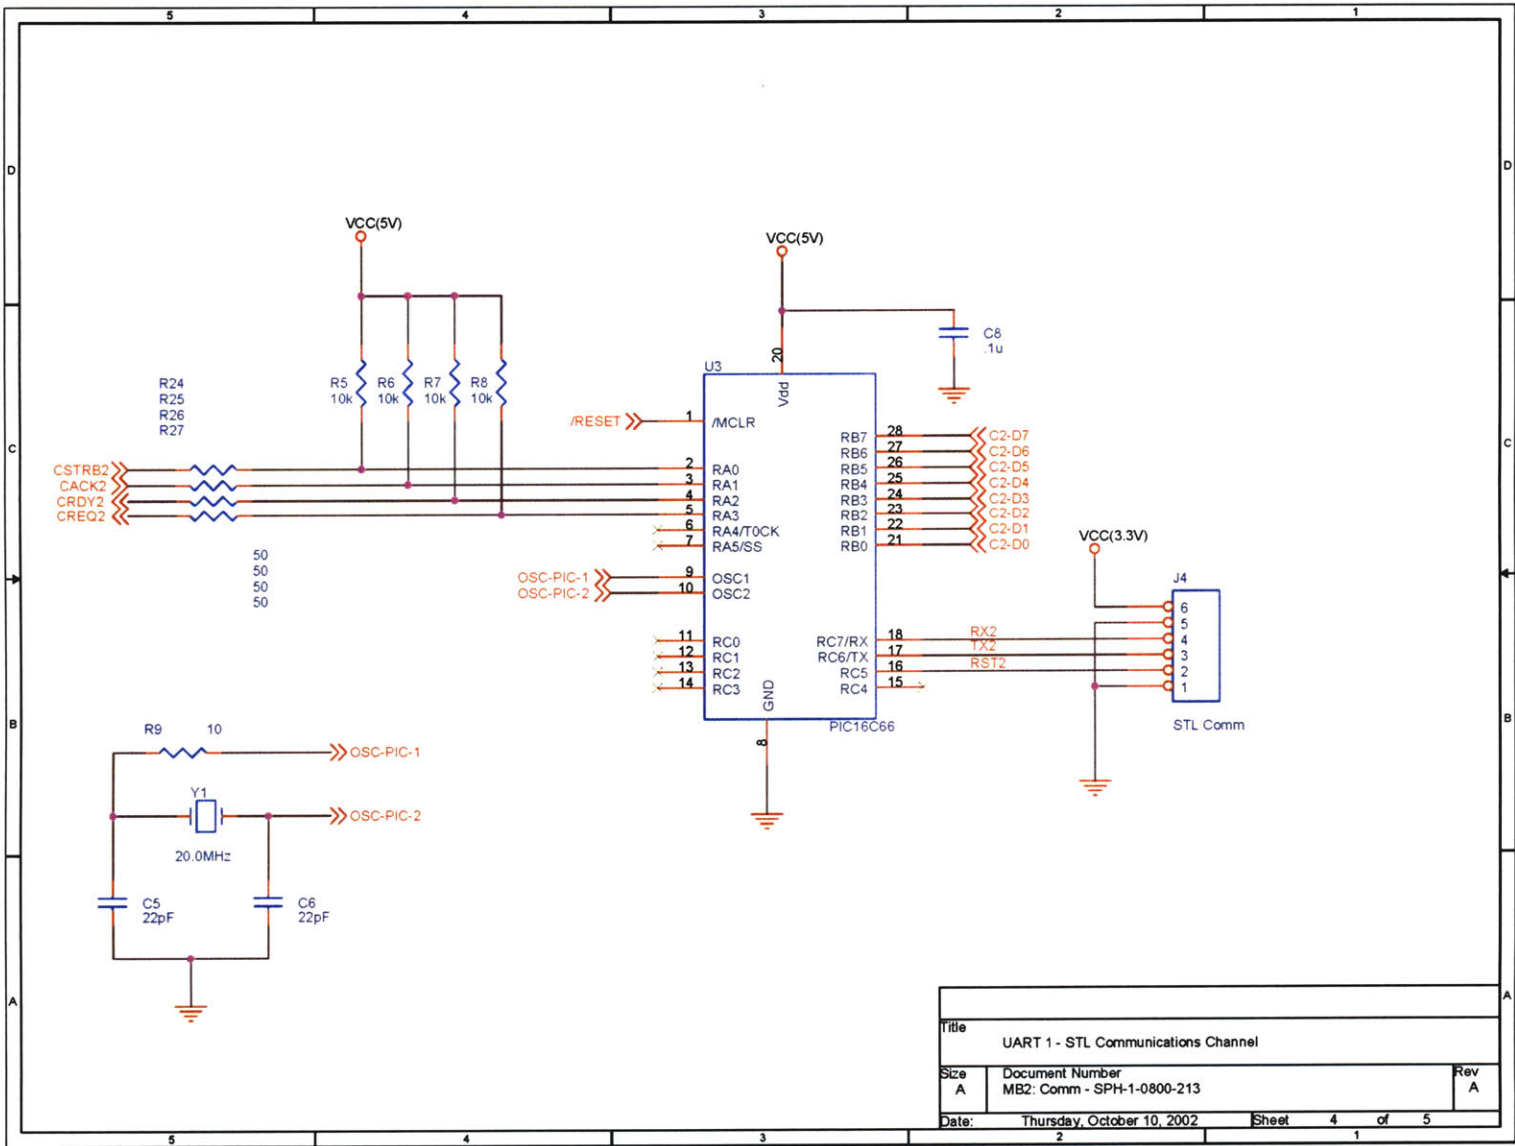 5 4 3 2 1
D D
VCC(5V)
VCC(5V)
C8
.1u
20
U3
Vdd
R24
R25
R26
R27
R5
10k
R6
10k
R7
10k
R8
10k
/RESET 1 /MCLR
C C
CSTRB2 2 RA0
CACK2 3 RA1
CRDY2 4 RA2
CREQ2 5 RA3
6 RA4/T0CK
7 RA5/SS
RB7 28 C2-D7
RB6 27 C2-D6
RB5 26 C2-D5
RB4 25 C2-D4
RB3 24 C2-D3
RB2 23 C2-D2
RB1 22 C2-D1
RB0 21 C2-D0
50
50
50
50
OSC-PIC-1 9 OSC1
OSC-PIC-2 10 OSC2
VCC(3.3V)
J4
6
5
4
3
2
1
STL Comm
11 RC0
12 RC1
13 RC2
14 RC3
RC7/RX 18 RX2
RC6/TX 17 TX2
RC5 16 RST2
RC4 15
GND
PIC16C66
8
B B
R9 10 OSC-PIC-1
Y1 OSC-PIC-2
20.0MHz
C5
22pF
C6
22pF
A A
Title
UART 1 - STL Communications Channel
Size
A
Document Number
MB2: Comm - SPH-1-0800-213
Rev
A
Date: Thursday, October 10, 2002 Sheet 4 of 5
5 4 3 2 1